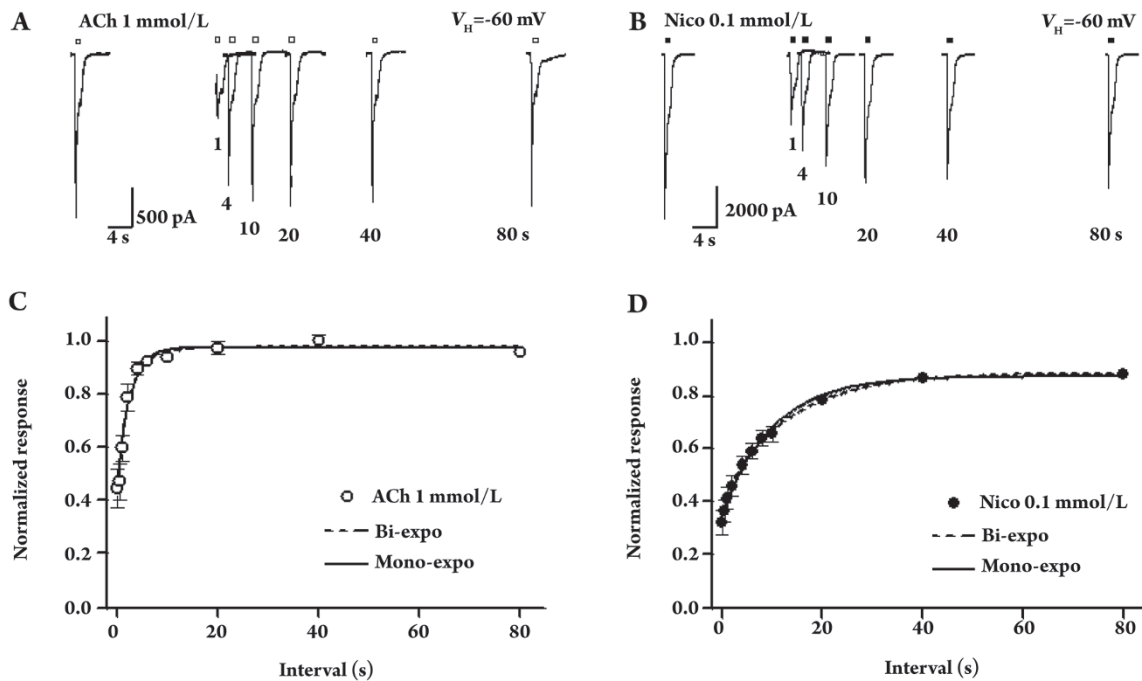 A
ACh 1 mmol/L
VH=-60 mV
1
4
10
20
40
80 s
500 pA
4 s
B
Nico 0.1 mmol/L
VH=-60 mV
1
4
10
20
40
80 s
2000 pA
4 s
C
Normalized response
1.0
0.8
0.6
0.4
0.2
0.0
0
20
40
60
80
Interval (s)
ACh 1 mmol/L
Bi-expo
Mono-expo
D
Normalized response
1.0
0.8
0.6
0.4
0.2
0.0
0
20
40
60
80
Interval (s)
Nico 0.1 mmol/L
Bi-expo
Mono-expo